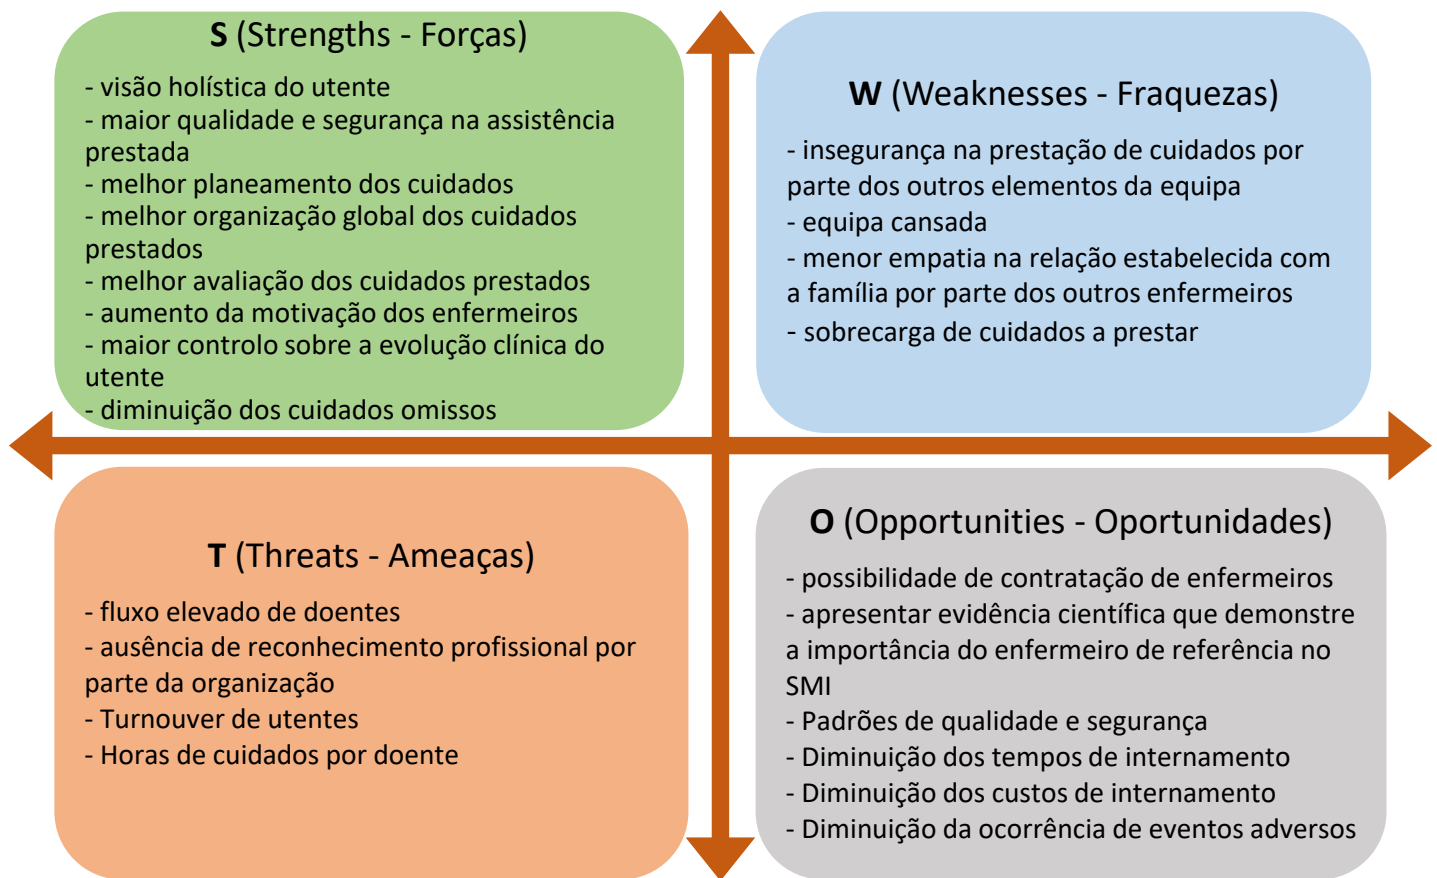 S (Strengths - Forças)
- visão holística do utente
- maior qualidade e segurança na assistência
prestada
- melhor planeamento dos cuidados
- melhor organização global dos cuidados
prestados
- melhor avaliação dos cuidados prestados
- aumento da motivação dos enfermeiros
- maior controlo sobre a evolução clínica do
utente
- diminuição dos cuidados omissos
W (Weaknesses - Fraquezas)
- insegurança na prestação de cuidados por
parte dos outros elementos da equipa
- equipa cansada
- menor empatia na relação estabelecida com
a família por parte dos outros enfermeiros
- sobrecarga de cuidados a prestar
T (Threats - Ameaças)
- fluxo elevado de doentes
- ausência de reconhecimento profissional por
parte da organização
- Turnouver de utentes
- Horas de cuidados por doente
O (Opportunities - Oportunidades)
- possibilidade de contratação de enfermeiros
- apresentar evidência científica que demonstre
a importância do enfermeiro de referência no
SMI
- Padrões de qualidade e segurança
- Diminuição dos tempos de internamento
- Diminuição dos custos de internamento
- Diminuição da ocorrência de eventos adversos